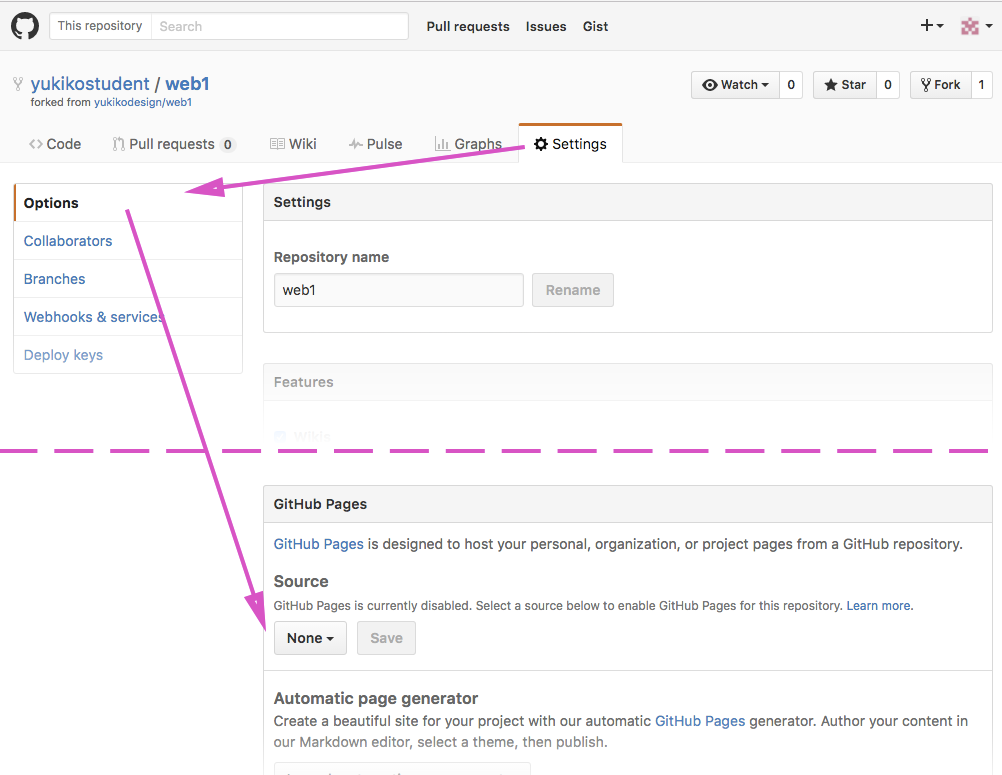 This repository Search Pull requests Issues Gist
yukikostudent / web1 Watch 0 Star 0 Fork 1
forked from yukikodesign/web1
Code Pull requests 0 Wiki Pulse Graphs Settings
Options
Collaborators
Branches
Webhooks & services
Deploy keys
Settings
Repository name
web1 Rename
Features
Wikis
GitHub Pages
GitHub Pages is designed to host your personal, organization, or project pages from a GitHub repository.
Source
GitHub Pages is currently disabled. Select a source below to enable GitHub Pages for this repository. Learn more.
None Save
Automatic page generator
Create a beautiful site for your project with our automatic GitHub Pages generator. Author your content in
our Markdown editor, select a theme, then publish.